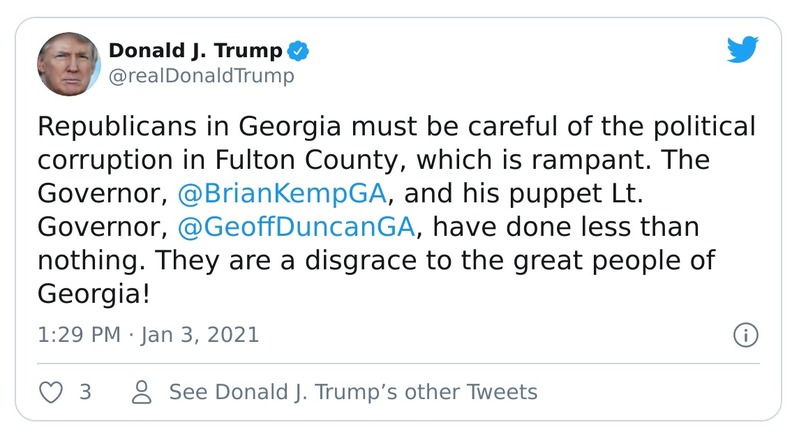 Donald J. Trump
@realDonaldTrump
Republicans in Georgia must be careful of the political
corruption in Fulton County, which is rampant. The
Governor, @BrianKempGA, and his puppet Lt.
Governor, @GeoffDuncanGA, have done less than
nothing. They are a disgrace to the great people of
Georgia!
1:29 PM · Jan 3, 2021
3 See Donald J. Trump’s other Tweets